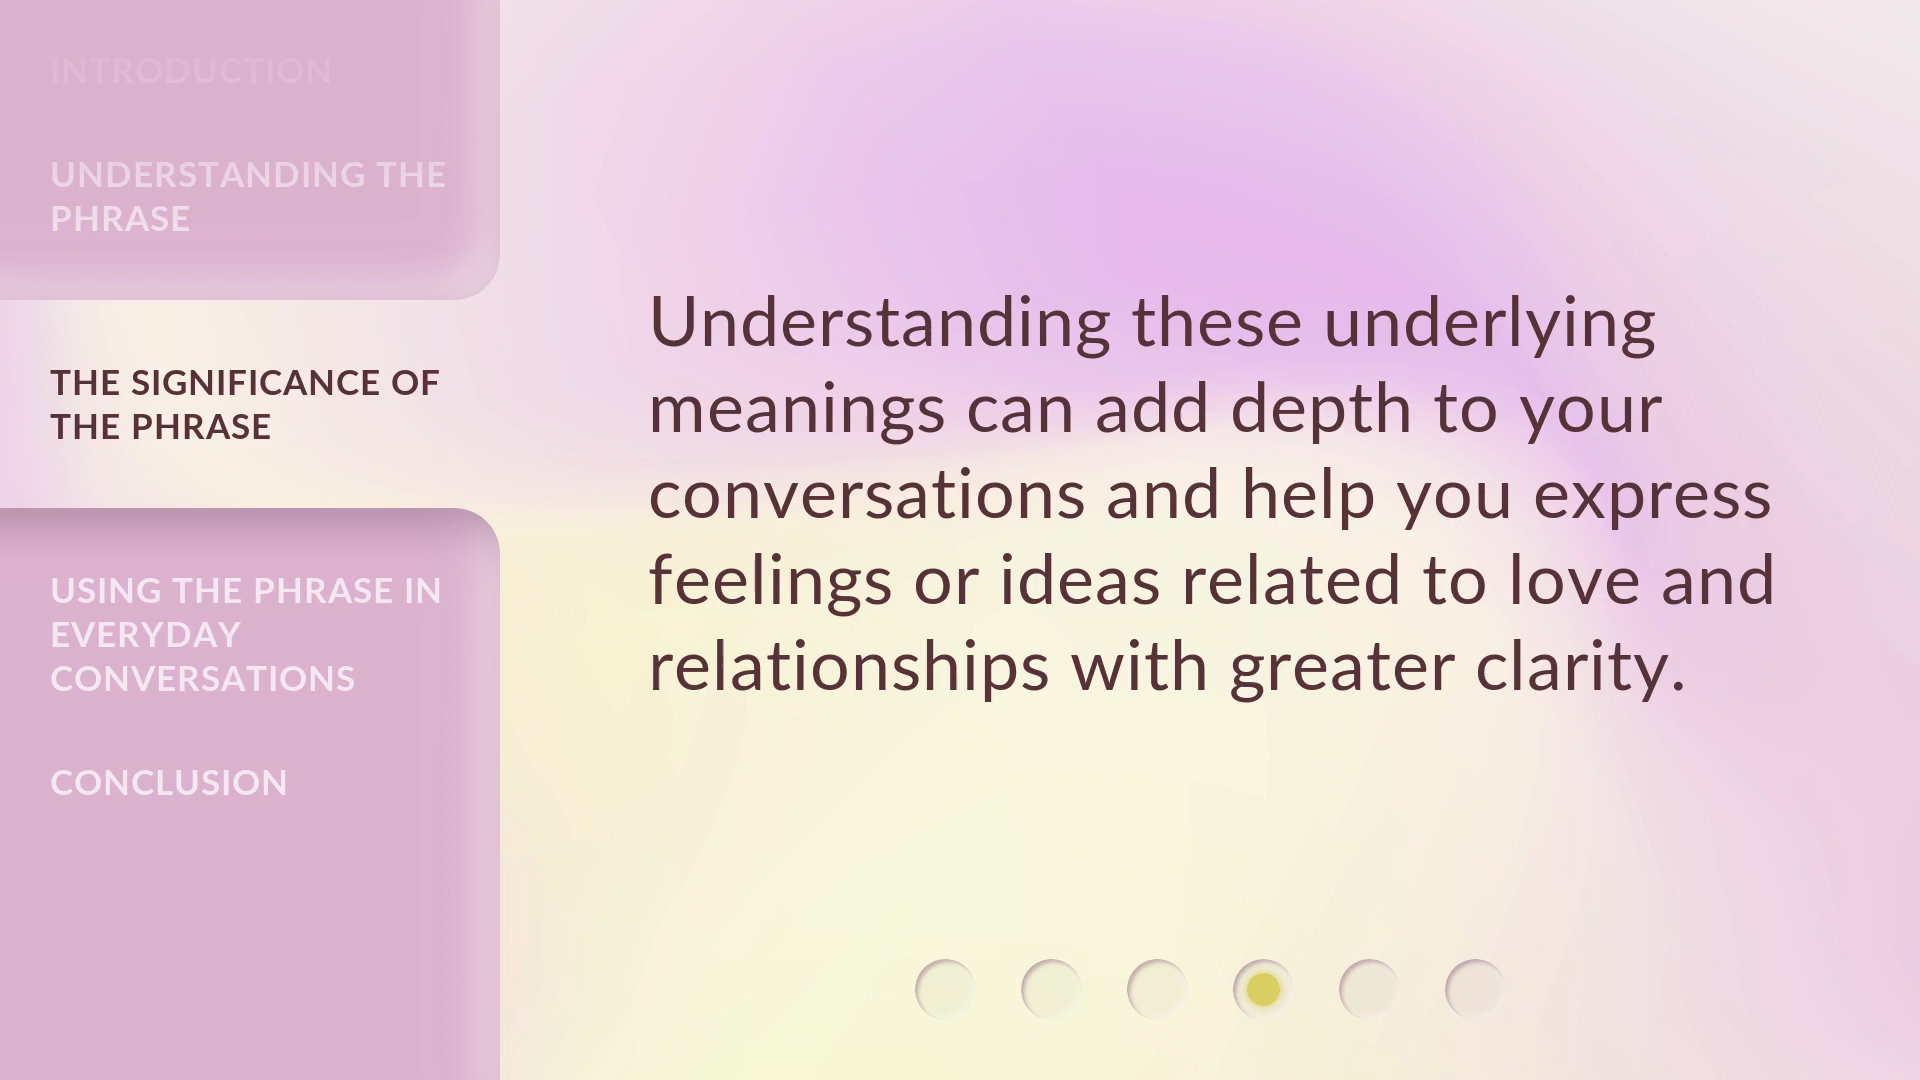 INTRODUCTION
UNDERSTANDING THE
PHRASE
THE SIGNIFICANCE OF
THE PHRASE
USING THE PHRASE IN
EVERYDAY
CONVERSATIONS
CONCLUSION
Understanding these underlying
meanings can add depth to your
conversations and help you express
feelings or ideas related to love and
relationships with greater clarity.